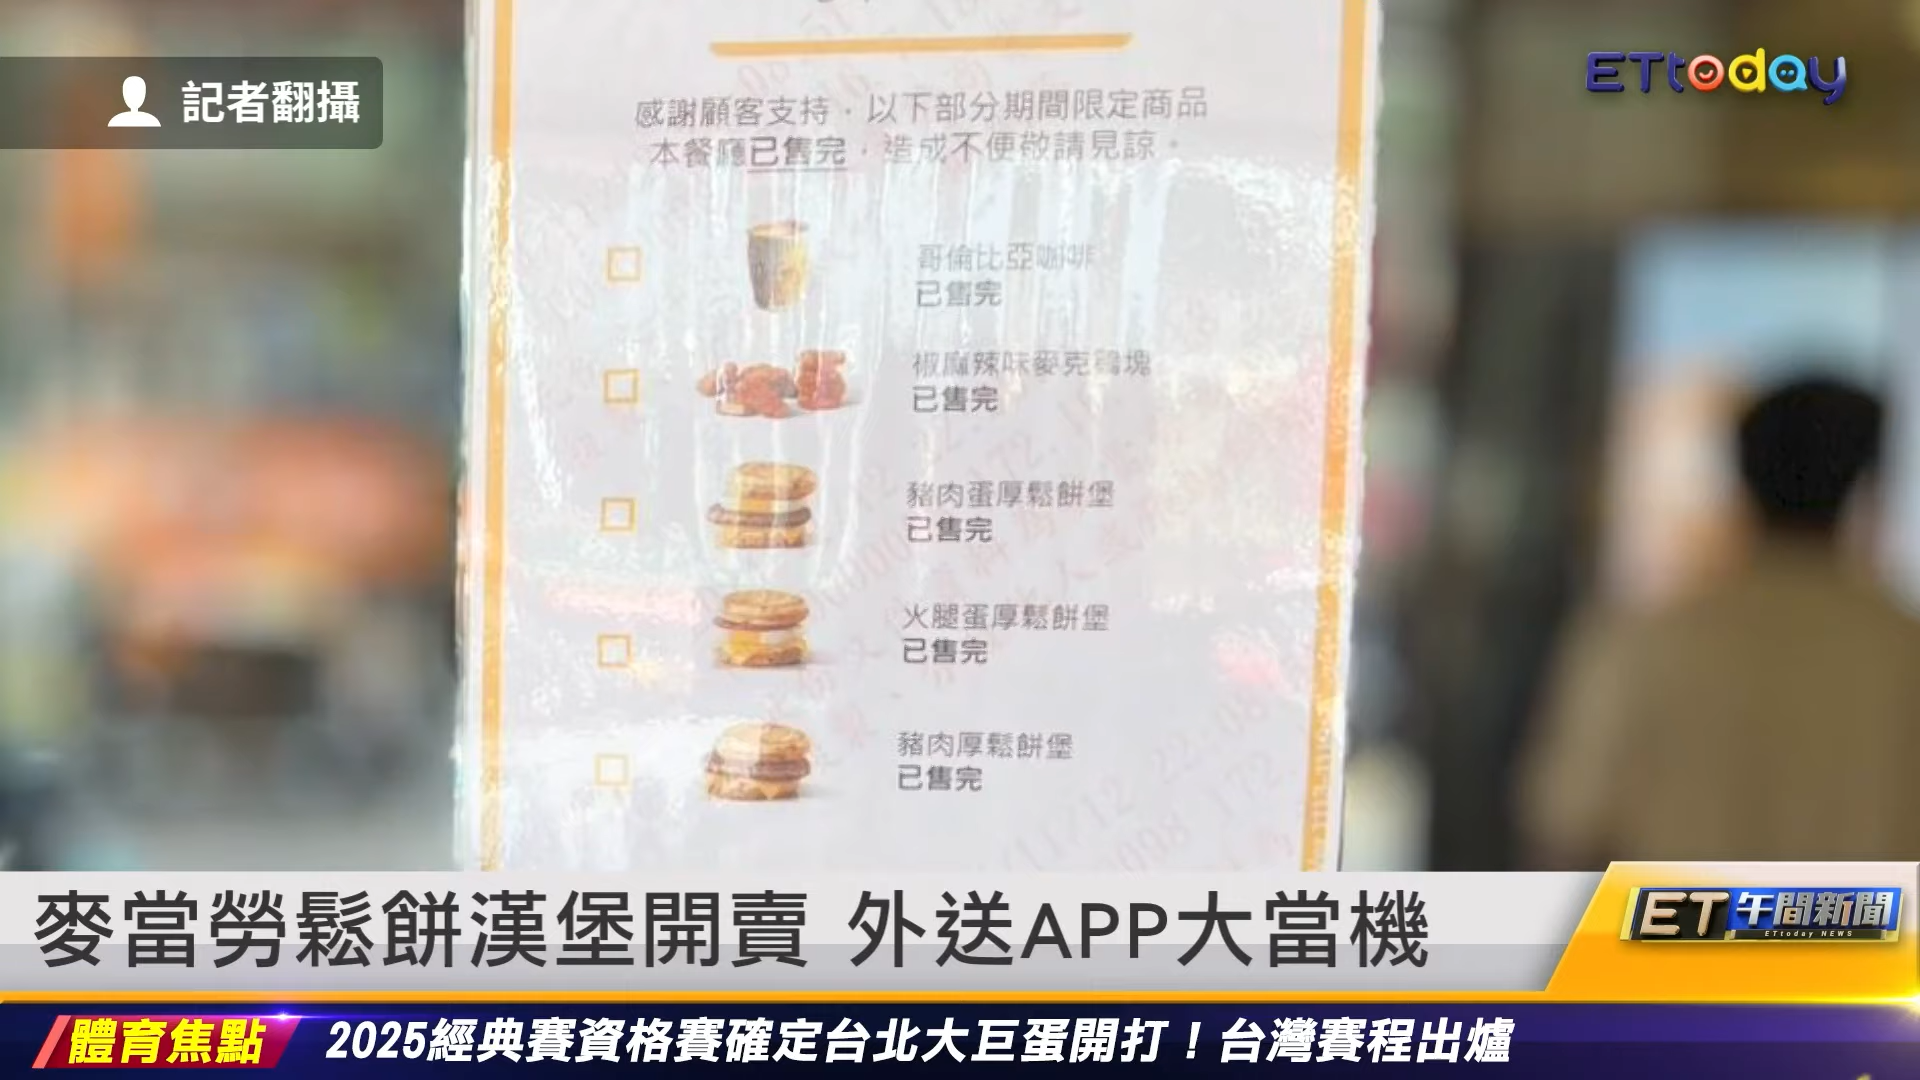 記者翻攝
ETtoday
感謝顧客支持，以下部分期間限定商品
本餐廳已售完，造成不便敬請見諒。
哥倫比亞咖啡
已售完
椒麻辣味麥克雞塊
已售完
豬肉蛋厚鬆餅堡
已售完
火腿蛋厚鬆餅堡
已售完
豬肉厚鬆餅堡
已售完
麥當勞鬆餅漢堡開賣 外送APP大當機
ET午間新聞
ETtoday NEWS
體育焦點
2025經典賽資格賽確定台北大巨蛋開打！台灣賽程出爐